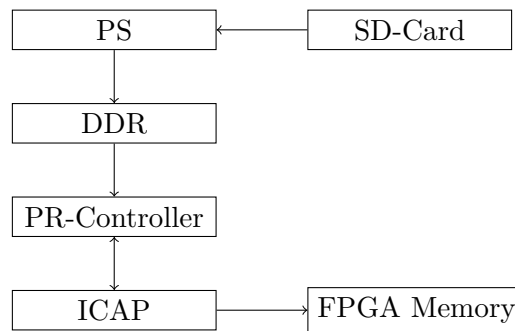 PS
SD-Card
DDR
PR-Controller
ICAP
FPGA Memory